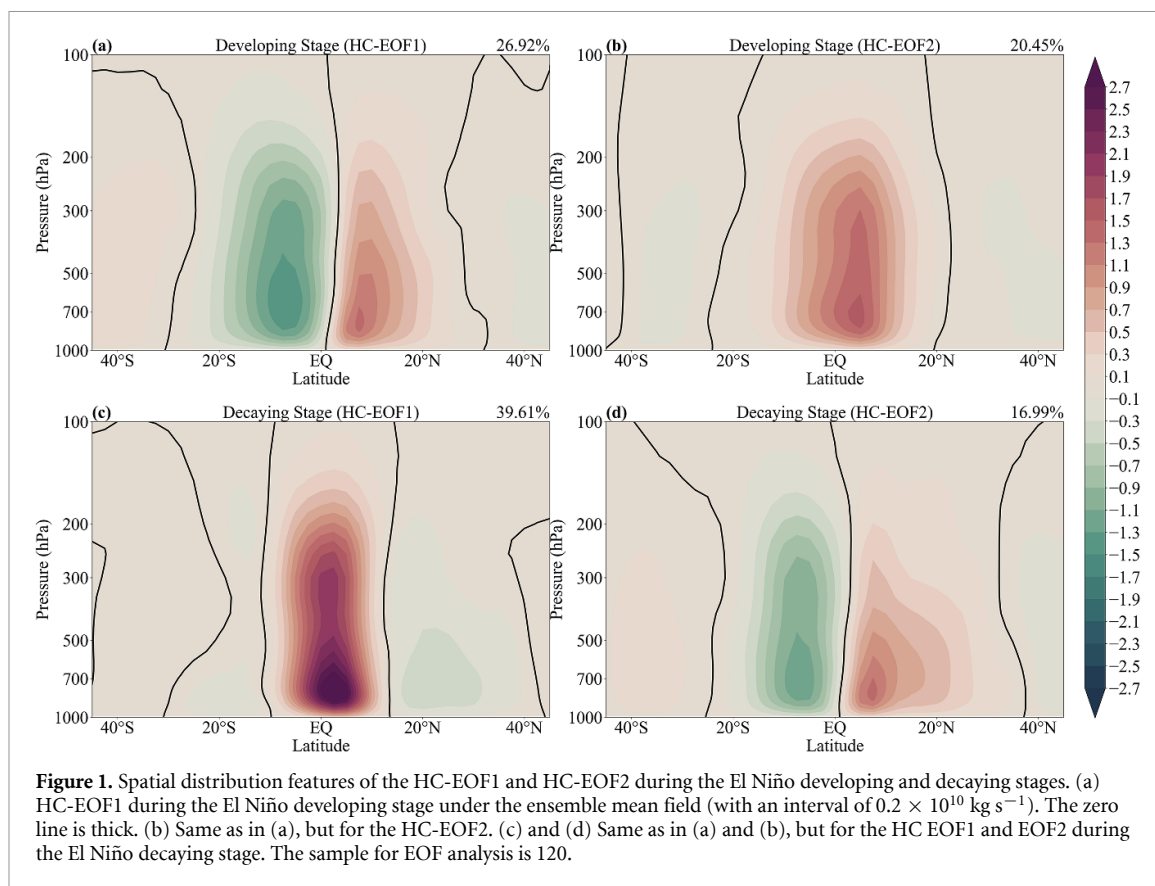 (a) Developing Stage (HC-EOF1) 26.92%
100
200
300
500
700
1000
Pressure (hPa)
40°S 20°S EQ 20°N 40°N
Latitude
(b) Developing Stage (HC-EOF2) 20.45%
100
200
300
500
700
1000
Pressure (hPa)
40°S 20°S EQ 20°N 40°N
Latitude
(c) Decaying Stage (HC-EOF1) 39.61%
100
200
300
500
700
1000
Pressure (hPa)
40°S 20°S EQ 20°N 40°N
Latitude
(d) Decaying Stage (HC-EOF2) 16.99%
100
200
300
500
700
1000
Pressure (hPa)
40°S 20°S EQ 20°N 40°N
Latitude
2.7
2.5
2.3
2.1
1.9
1.7
1.5
1.3
1.1
0.9
0.7
0.5
0.3
0.1
−0.1
−0.3
−0.5
−0.7
−0.9
−1.1
−1.3
−1.5
−1.7
−1.9
−2.1
−2.3
−2.5
−2.7
Figure 1. Spatial distribution features of the HC-EOF1 and HC-EOF2 during the El Niño developing and decaying stages. (a)
HC-EOF1 during the El Niño developing stage under the ensemble mean field (with an interval of 0.2 × 10¹⁰ kg s⁻¹). The zero
line is thick. (b) Same as in (a), but for the HC-EOF2. (c) and (d) Same as in (a) and (b), but for the HC EOF1 and EOF2 during
the El Niño decaying stage. The sample for EOF analysis is 120.